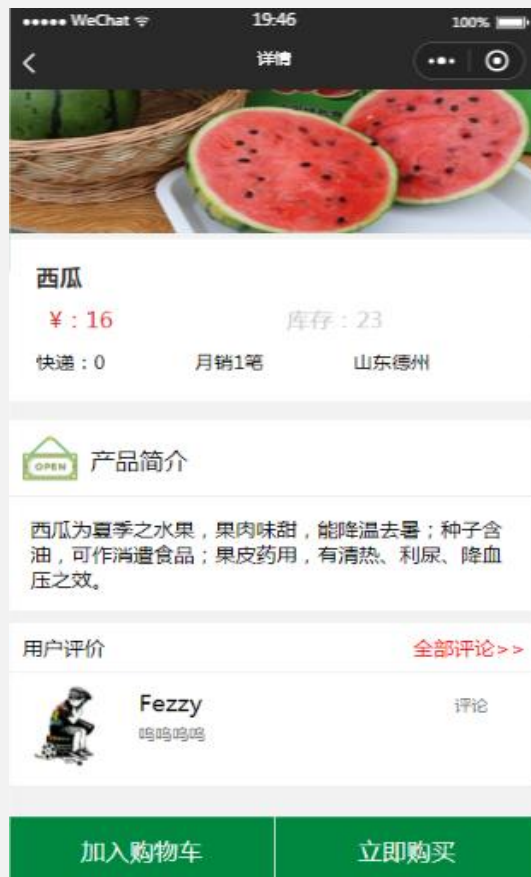 ●●●●● WeChat 19:46 100%
详情
西瓜
¥：16 库存：23
快递：0 月销1笔 山东德州
OPEN 产品简介
西瓜为夏季之水果，果肉味甜，能降温去暑；种子含
油，可作消遣食品；果皮药用，有清热、利尿、降血
压之效。
用户评价 全部评论>>
Fezzy 评论
呜呜呜呜
加入购物车 立即购买